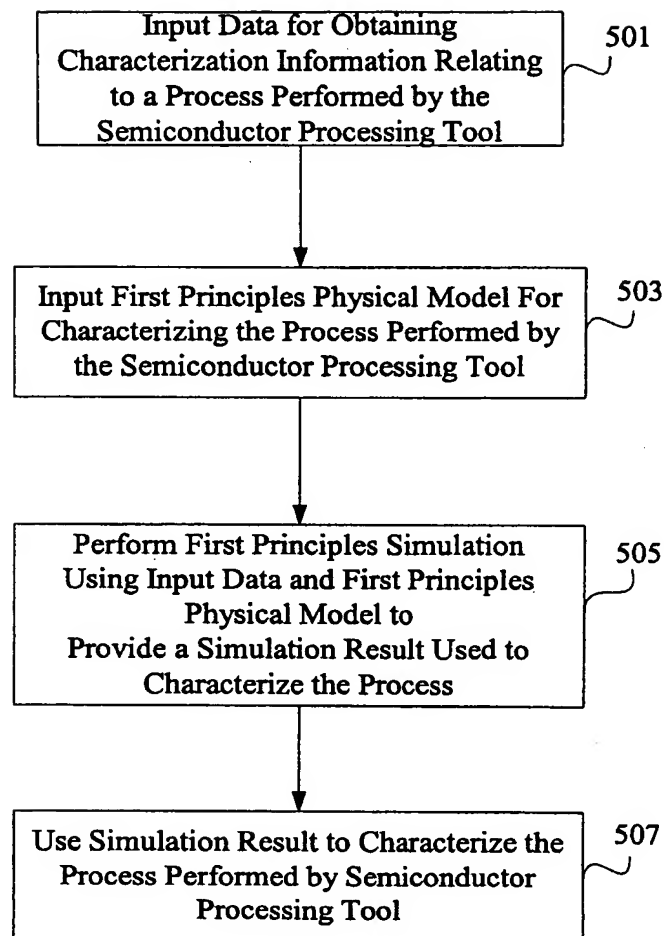 Input Data for Obtaining
Characterization Information Relating
to a Process Performed by the
Semiconductor Processing Tool
501
Input First Principles Physical Model For
Characterizing the Process Performed by
the Semiconductor Processing Tool
503
Perform First Principles Simulation
Using Input Data and First Principles
Physical Model to
Provide a Simulation Result Used to
Characterize the Process
505
Use Simulation Result to Characterize the
Process Performed by Semiconductor
Processing Tool
507